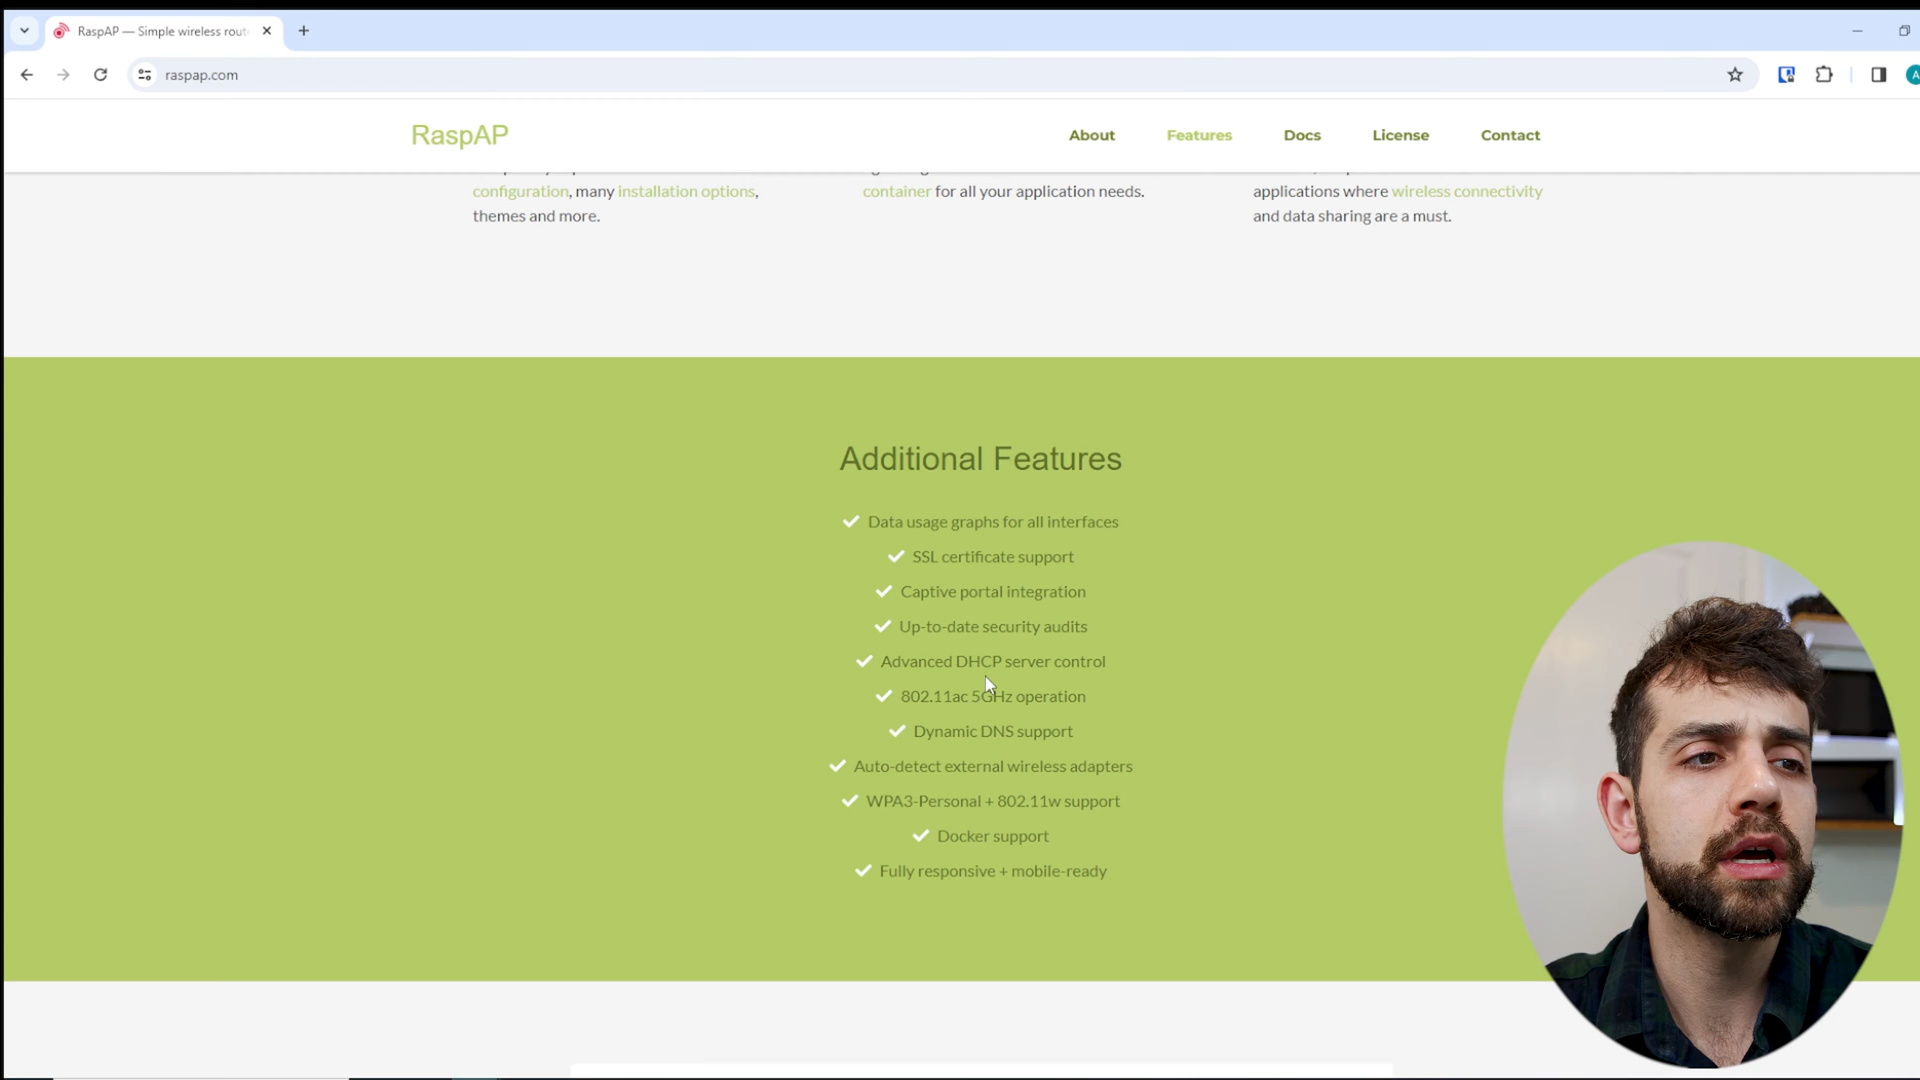 RaspAP — Simple wireless rout
raspap.com
A
RaspAP
About
Features
Docs
License
Contact
configuration, many installation options,
themes and more.
container for all your application needs.
applications where wireless connectivity
and data sharing are a must.
Additional Features
Data usage graphs for all interfaces
SSL certificate support
Captive portal integration
Up-to-date security audits
Advanced DHCP server control
802.11ac 5GHz operation
Dynamic DNS support
Auto-detect external wireless adapters
WPA3-Personal + 802.11w support
Docker support
Fully responsive + mobile-ready